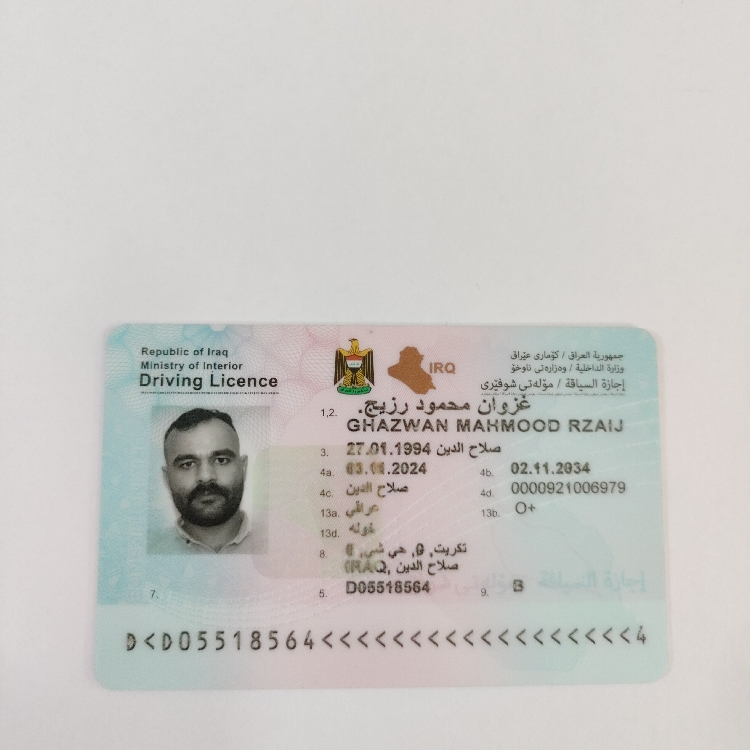 Republic of Iraq
Ministry of Interior
Driving Licence
IRQ
جمهورية العراق / كۆماری عێراق
وزارة الداخلية / وەزارەتی ناوخۆ
إجازة السياقة / مۆڵەتی شوفێری
1,2. غزوان محمود رزيج.
GHAZWAN MAHMOOD RZAIJ
3. 27.01.1994 صلاح الدين
4a. 03.11.2024 4b. 02.11.2034
4c. صلاح الدين 4d. 0000921006979
13a. عراقي 13b. O+
13d. خوله
8. تكريت, 0, هي شي, 0
صلاح الدين ,IRAQ)
7. 5. D05518564 9. B
D<D05518564<<<<<<<<<<<<<<<<<<<4